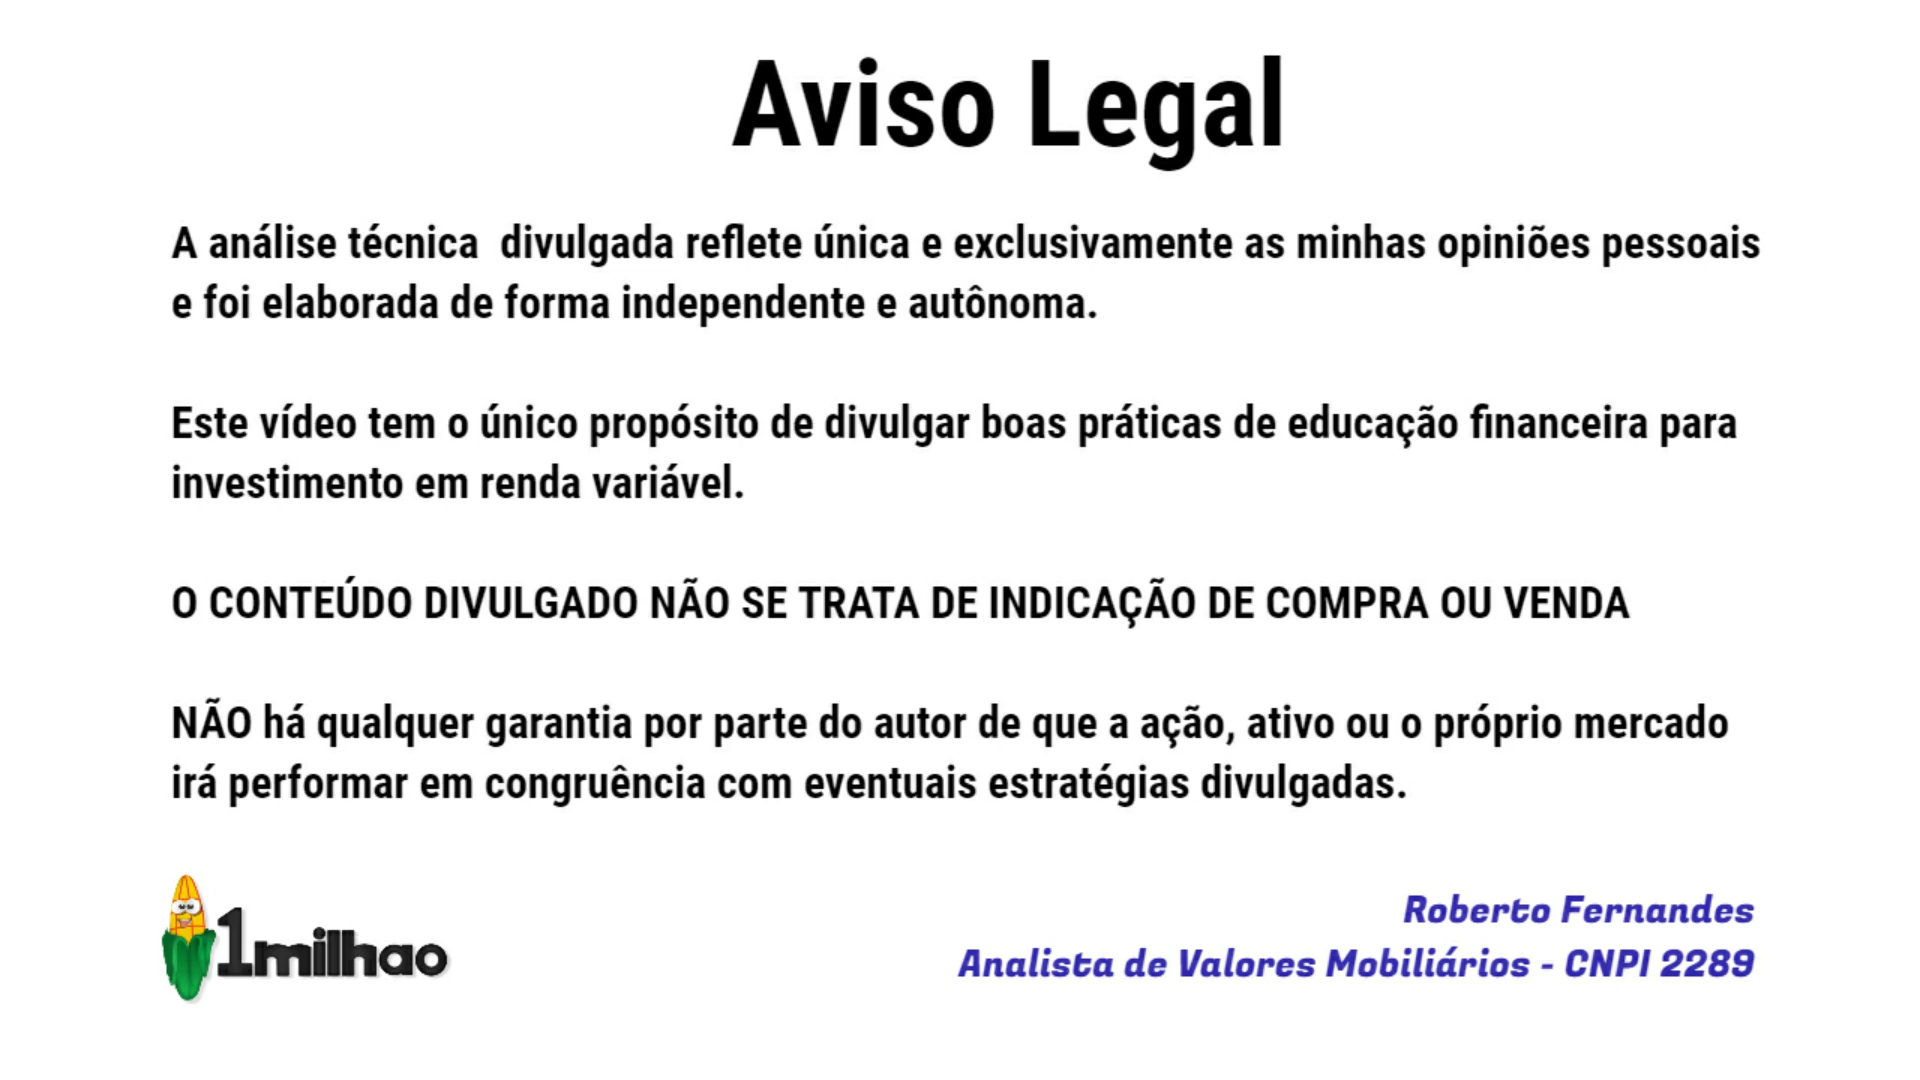 Aviso Legal
A análise técnica  divulgada reflete única e exclusivamente as minhas opiniões pessoais
e foi elaborada de forma independente e autônoma.
Este vídeo tem o único propósito de divulgar boas práticas de educação financeira para
investimento em renda variável.
O CONTEÚDO DIVULGADO NÃO SE TRATA DE INDICAÇÃO DE COMPRA OU VENDA
NÃO há qualquer garantia por parte do autor de que a ação, ativo ou o próprio mercado
irá performar em congruência com eventuais estratégias divulgadas.
1milhao
Roberto Fernandes
Analista de Valores Mobiliários - CNPI 2289